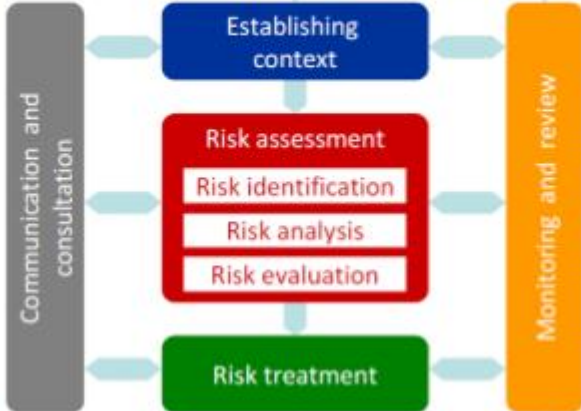 Communication and
consultation
Establishing
context
Risk assessment
Risk identification
Risk analysis
Risk evaluation
Risk treatment
Monitoring and review